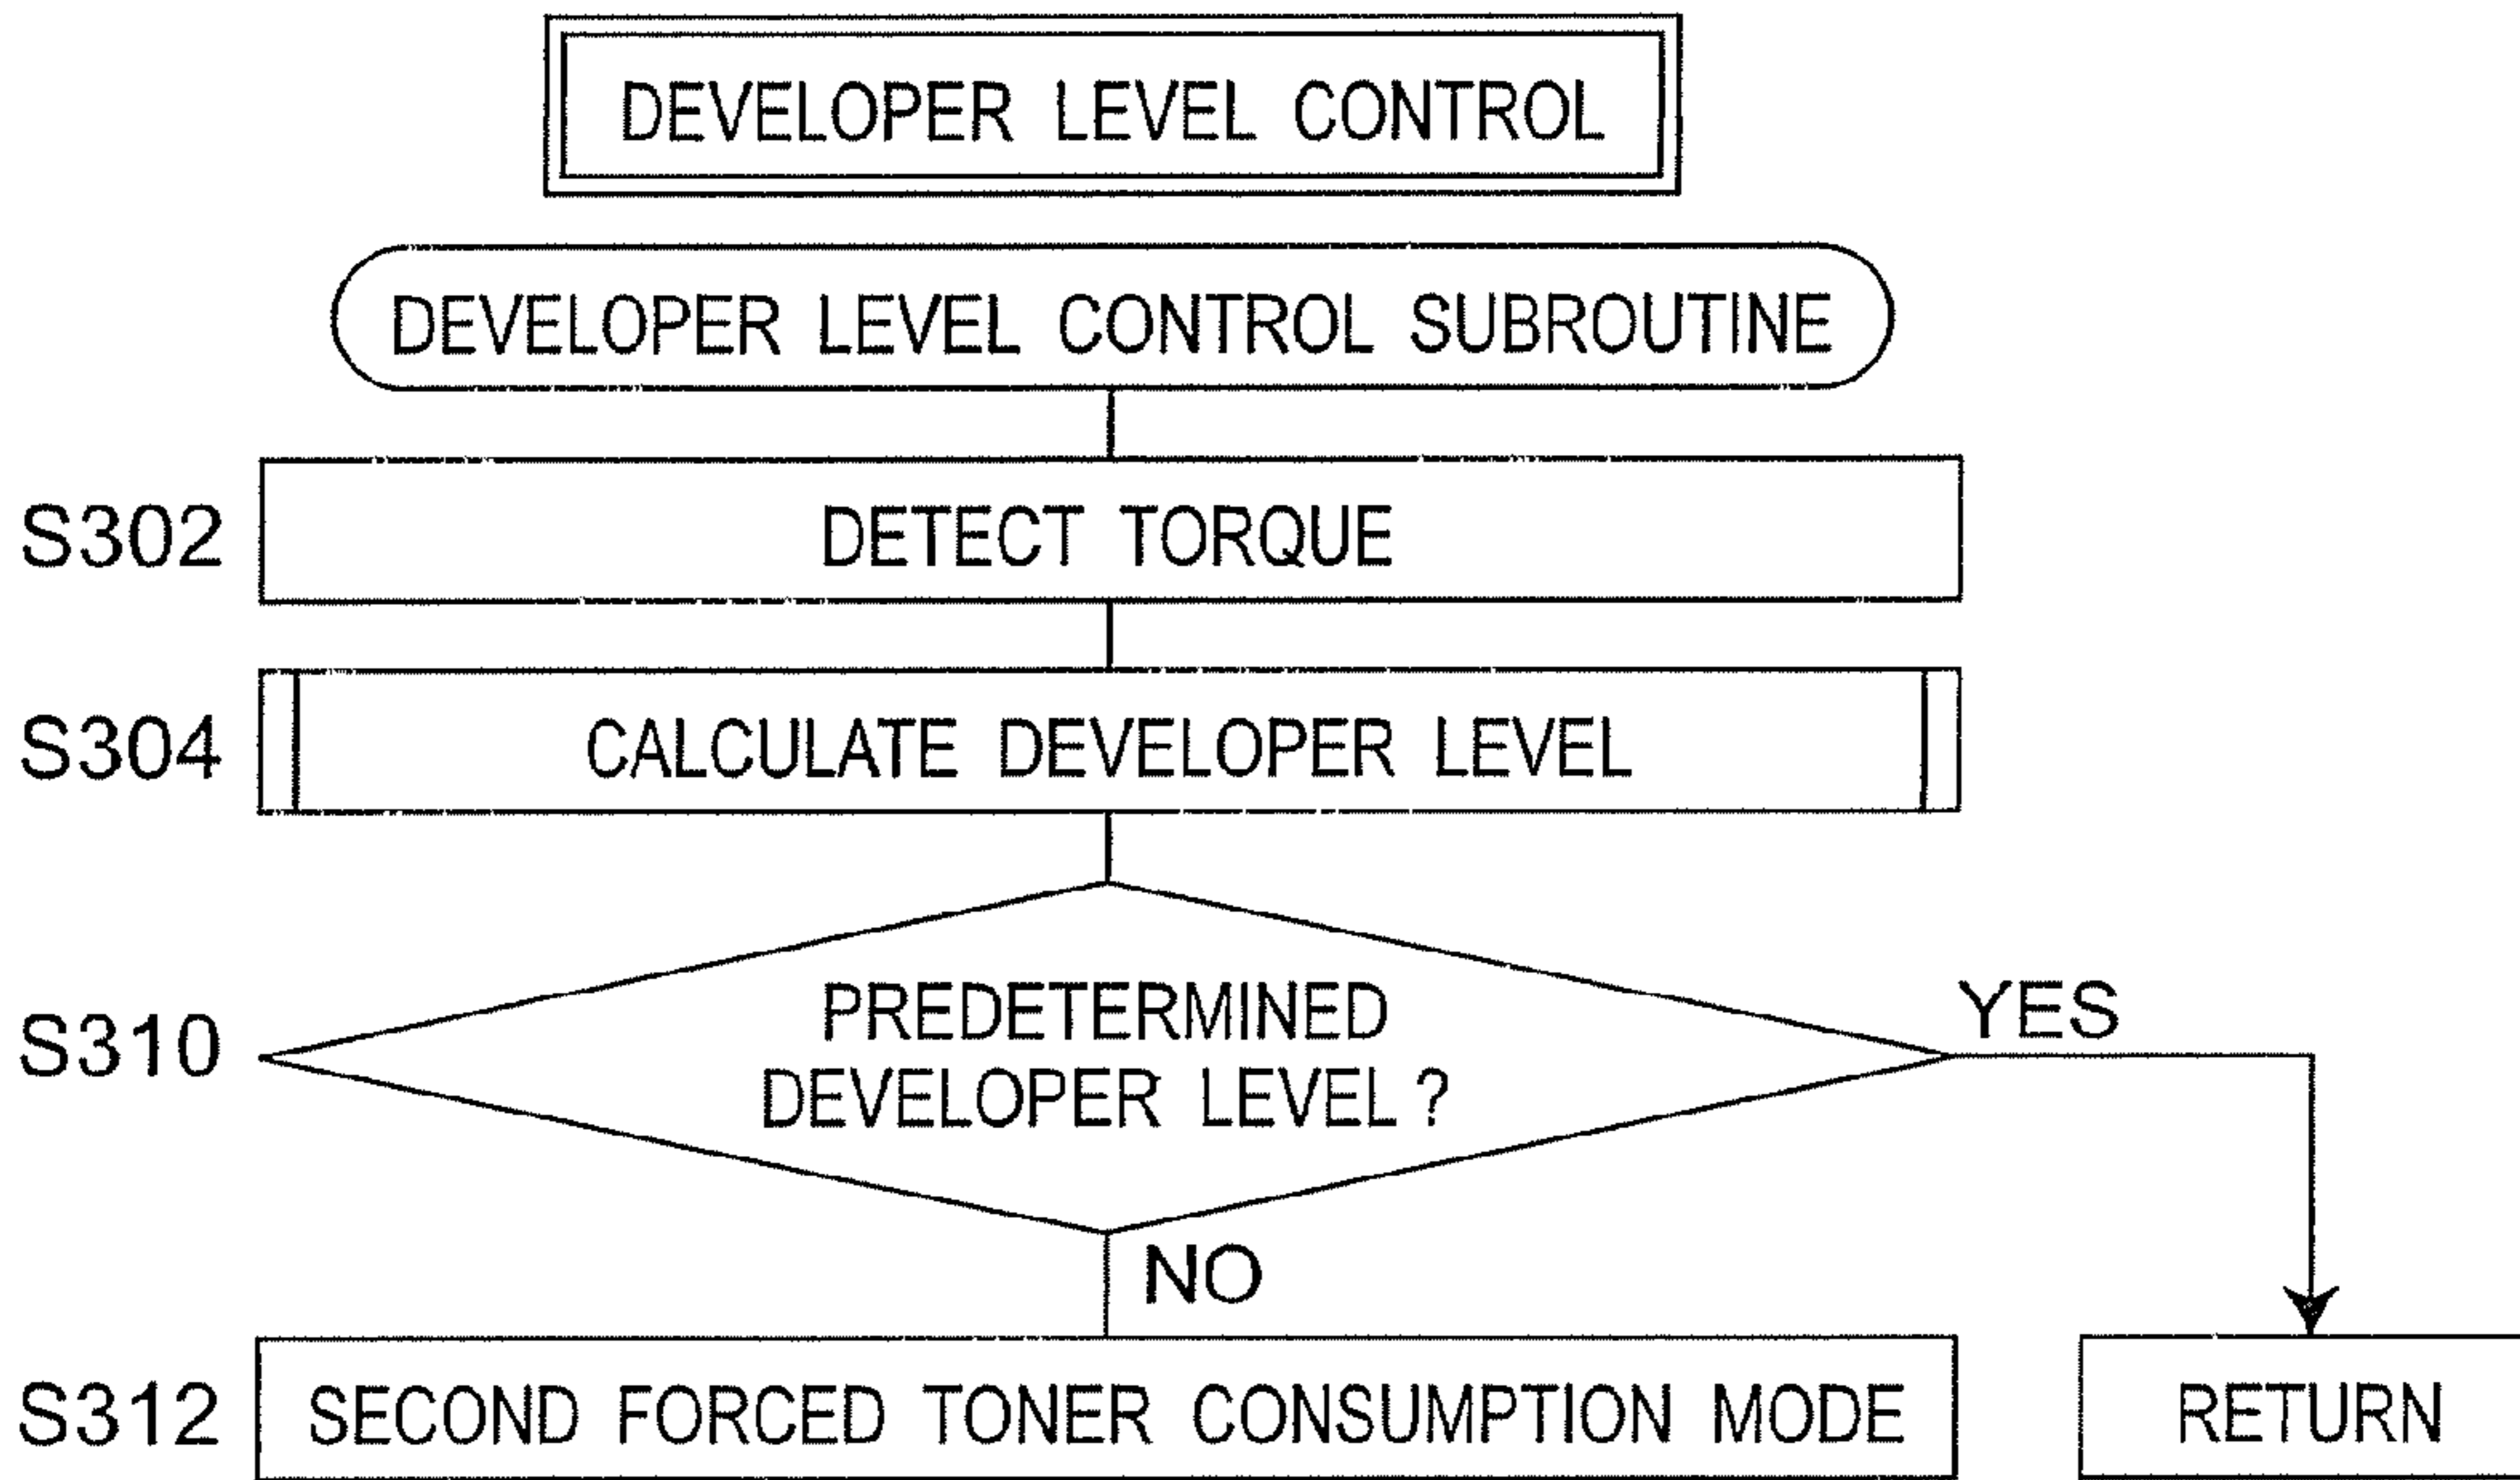 DEVELOPER LEVEL CONTROL
DEVELOPER LEVEL CONTROL SUBROUTINE
S302 DETECT TORQUE
S304 CALCULATE DEVELOPER LEVEL
S310 PREDETERMINED
DEVELOPER LEVEL ?
YES
NO
S312 SECOND FORCED TONER CONSUMPTION MODE
RETURN